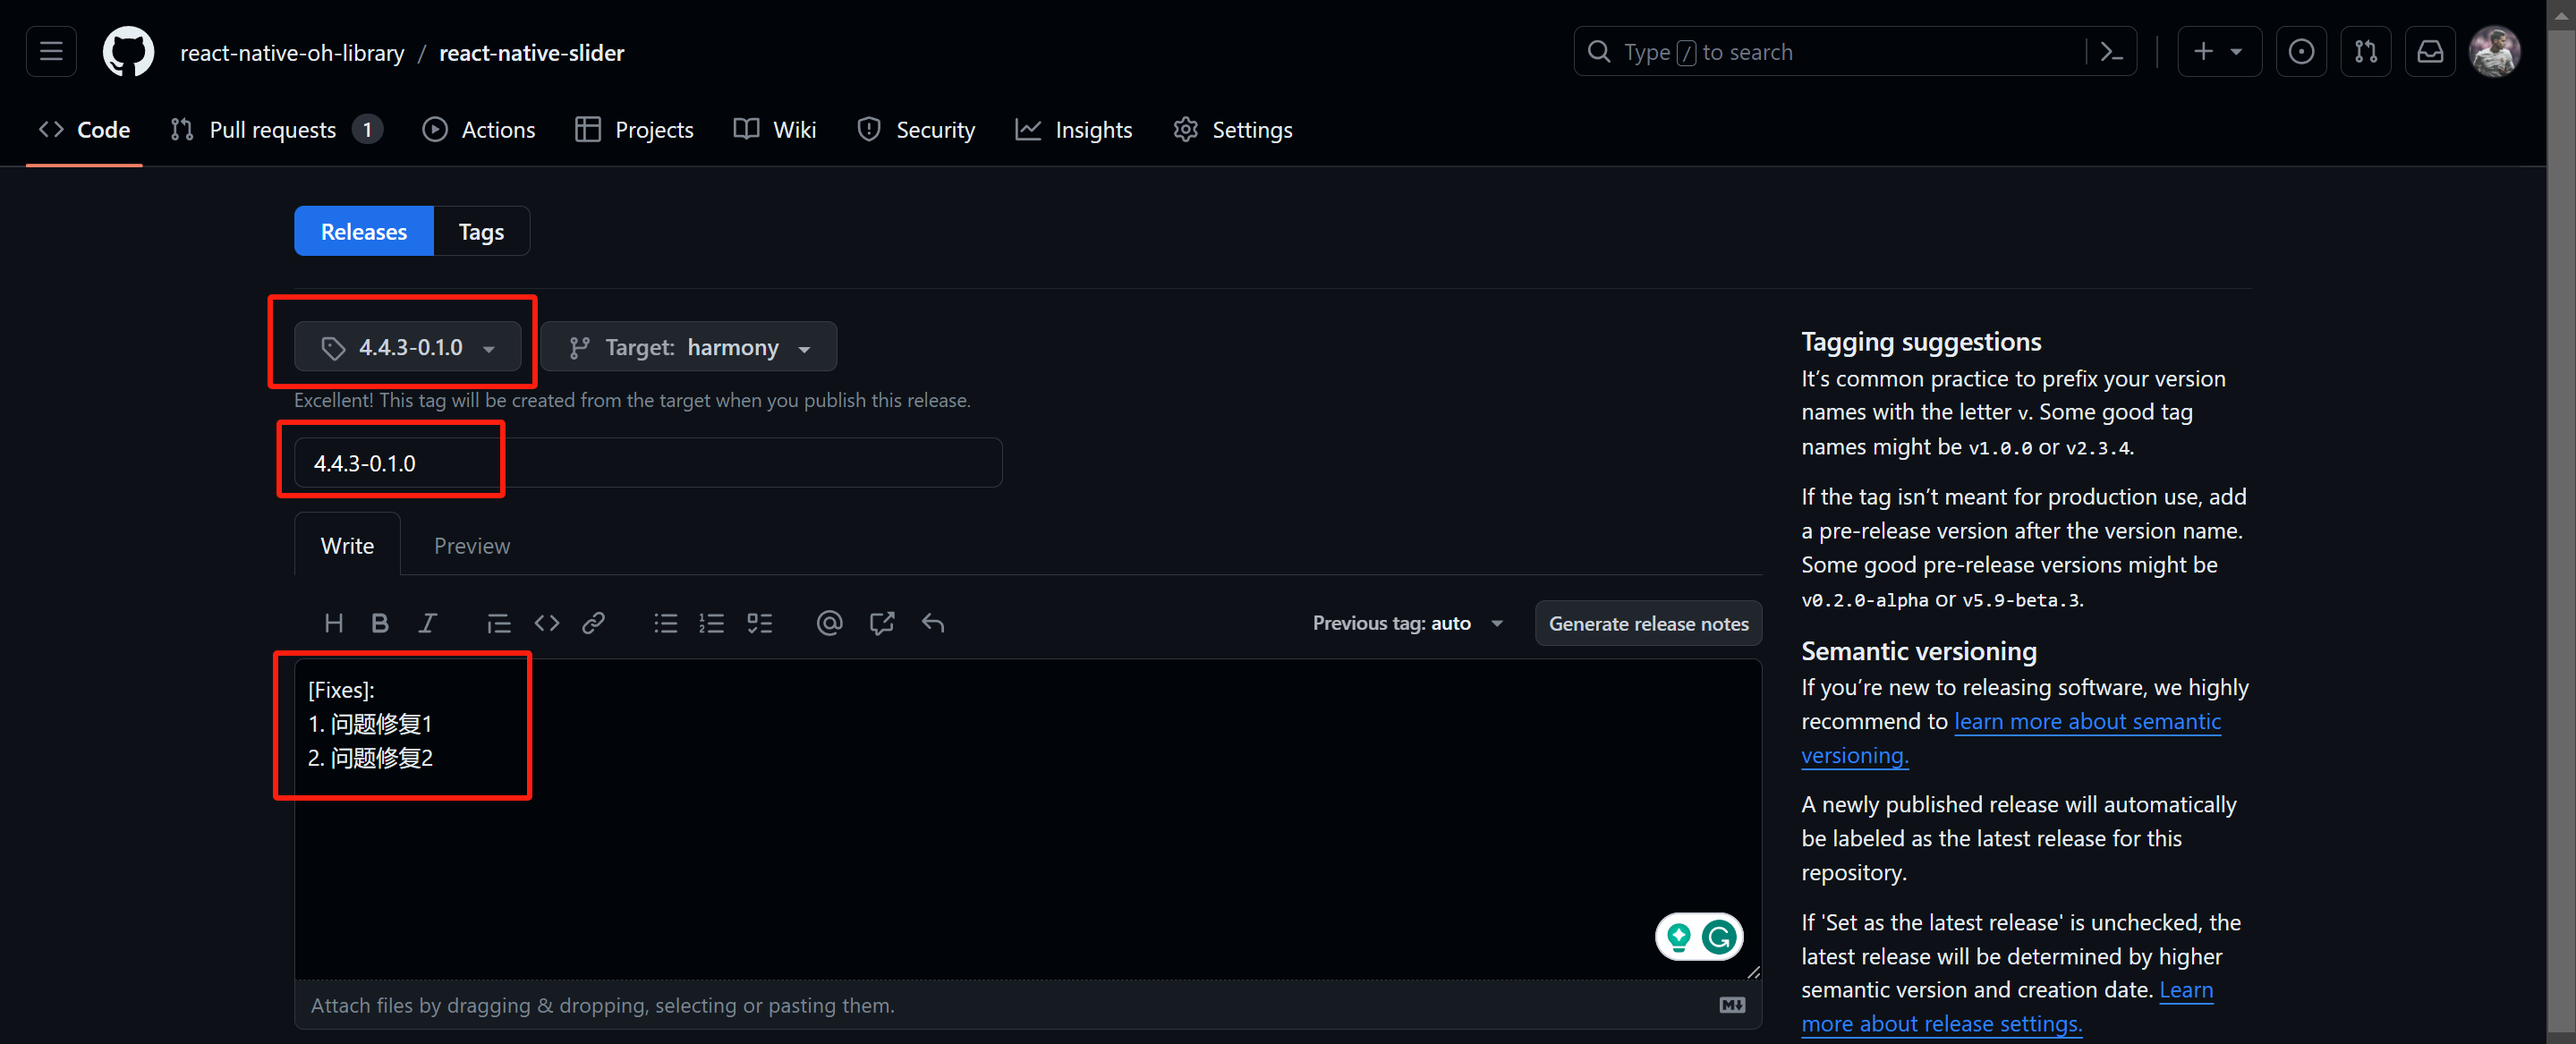 react-native-oh-library / react-native-slider
Type / to search
Code
Pull requests 1
Actions
Projects
Wiki
Security
Insights
Settings
Releases
Tags
4.4.3-0.1.0
Target: harmony
Excellent! This tag will be created from the target when you publish this release.
4.4.3-0.1.0
Write
Preview
Previous tag: auto
Generate release notes
[Fixes]:
1. 问题修复1
2. 问题修复2
Attach files by dragging & dropping, selecting or pasting them.
Tagging suggestions
It’s common practice to prefix your version
names with the letter v. Some good tag
names might be v1.0.0 or v2.3.4.
If the tag isn’t meant for production use, add
a pre-release version after the version name.
Some good pre-release versions might be
v0.2.0-alpha or v5.9-beta.3.
Semantic versioning
If you’re new to releasing software, we highly
recommend to learn more about semantic
versioning.
A newly published release will automatically
be labeled as the latest release for this
repository.
If 'Set as the latest release' is unchecked, the
latest release will be determined by higher
semantic version and creation date. Learn
more about release settings.